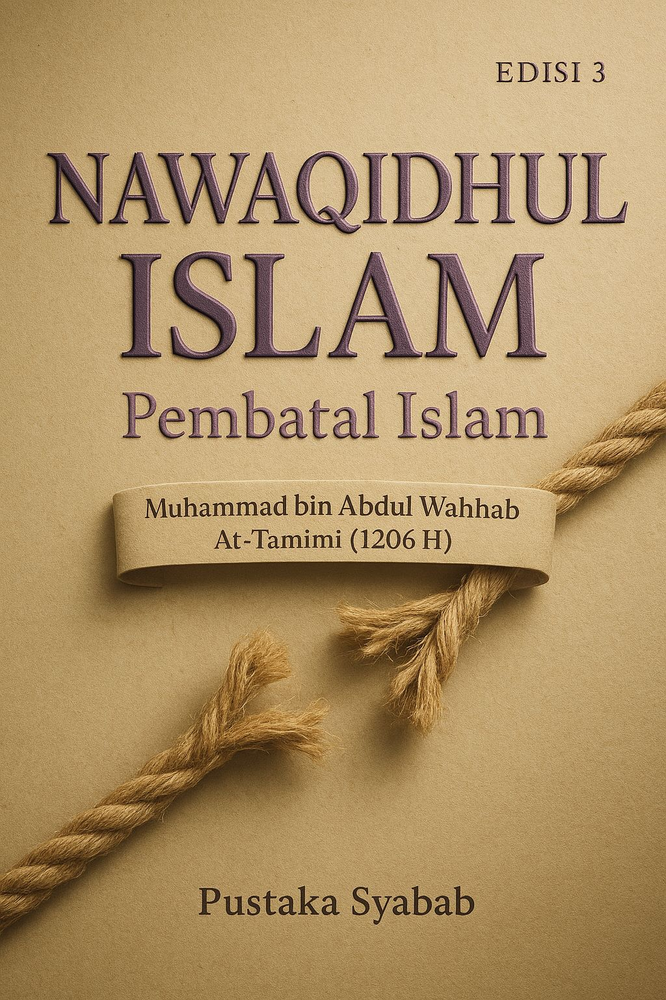 EDISI 3
NAWAQIDHUL
ISLAM
Pembatal Islam
Muhammad bin Abdul Wahhab
At-Tamimi (1206 H)
Pustaka Syabab